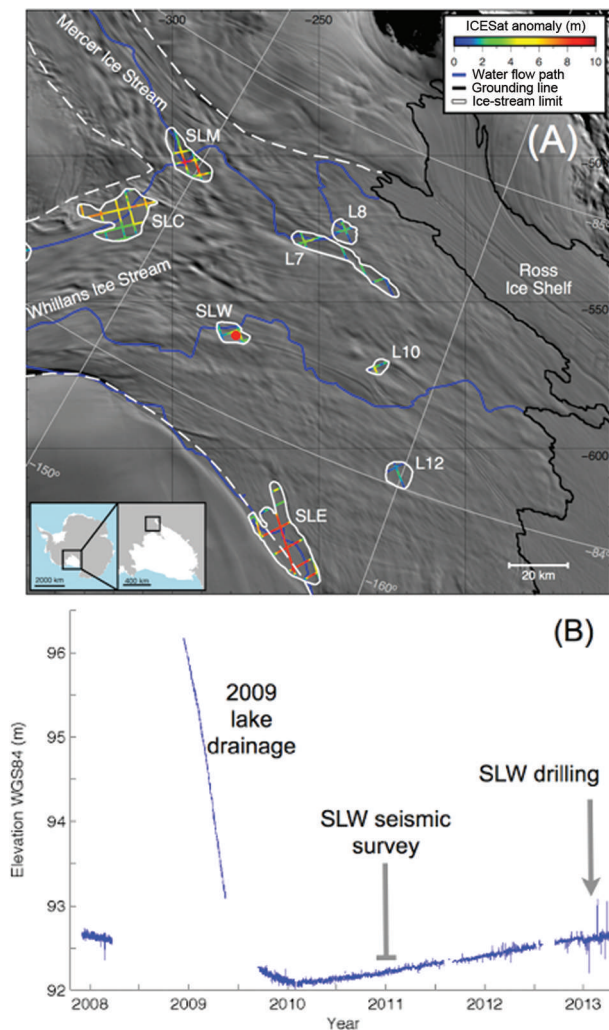 ICESat anomaly (m)
0 2 4 6 8 10
Water flow path
Grounding line
Ice-stream limit
(A)
-300
-250
Mercer Ice Stream
SLM
-500
-85°
SLC
L8
L7
Ross
Ice Shelf
Whillans Ice Stream
-550
SLW
L10
-150°
L12
-600
SLE
-84°
-160°
2000 km
400 km
20 km
(B)
Elevation WGS84 (m)
96
95
94
93
92
2009
lake
drainage
SLW drilling
SLW seismic
survey
2008 2009 2010 2011 2012 2013
Year